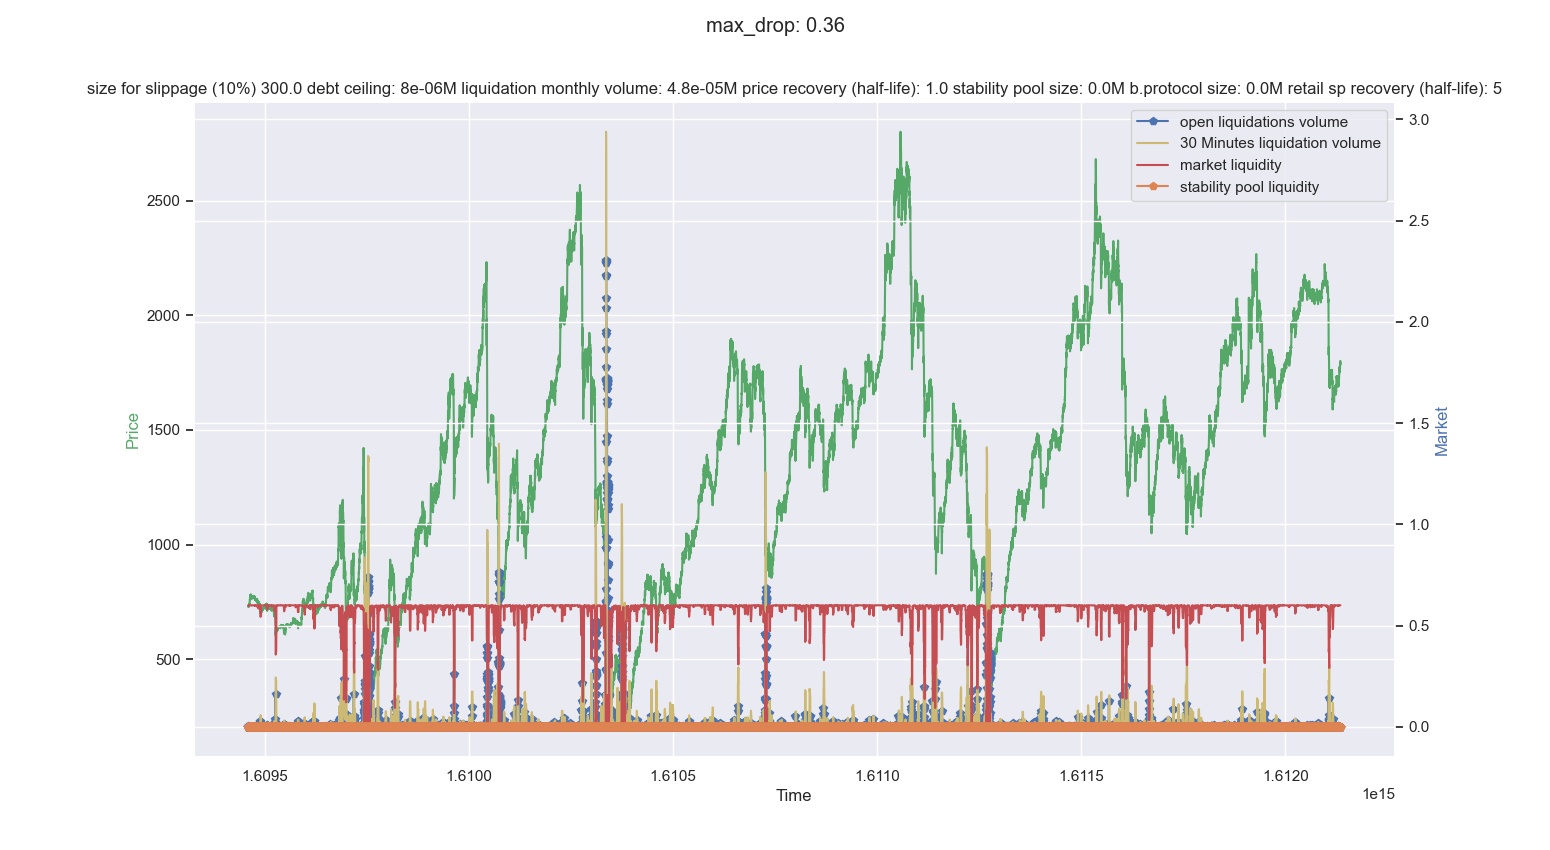 max_drop: 0.36
size for slippage (10%) 300.0 debt ceiling: 8e-06M liquidation monthly volume: 4.8e-05M price recovery (half-life): 1.0 stability pool size: 0.0M b.protocol size: 0.0M retail sp recovery (half-life): 5
open liquidations volume
30 Minutes liquidation volume
market liquidity
stability pool liquidity
Price
2500
2000
1500
1000
500
3.0
2.5
2.0
1.5
1.0
0.5
0.0
Market
1.6095
1.6100
1.6105
1.6110
1.6115
1.6120
1e15
Time